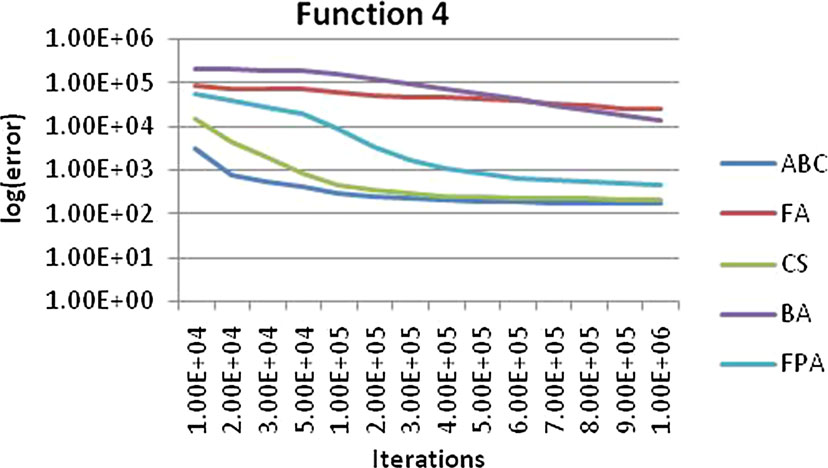 Function 4
log(error)
1.00E+06
1.00E+05
1.00E+04
1.00E+03
1.00E+02
1.00E+01
1.00E+00
1.00E+04
2.00E+04
3.00E+04
5.00E+04
1.00E+05
2.00E+05
3.00E+05
4.00E+05
5.00E+05
6.00E+05
7.00E+05
8.00E+05
9.00E+05
1.00E+06
Iterations
ABC
FA
CS
BA
FPA